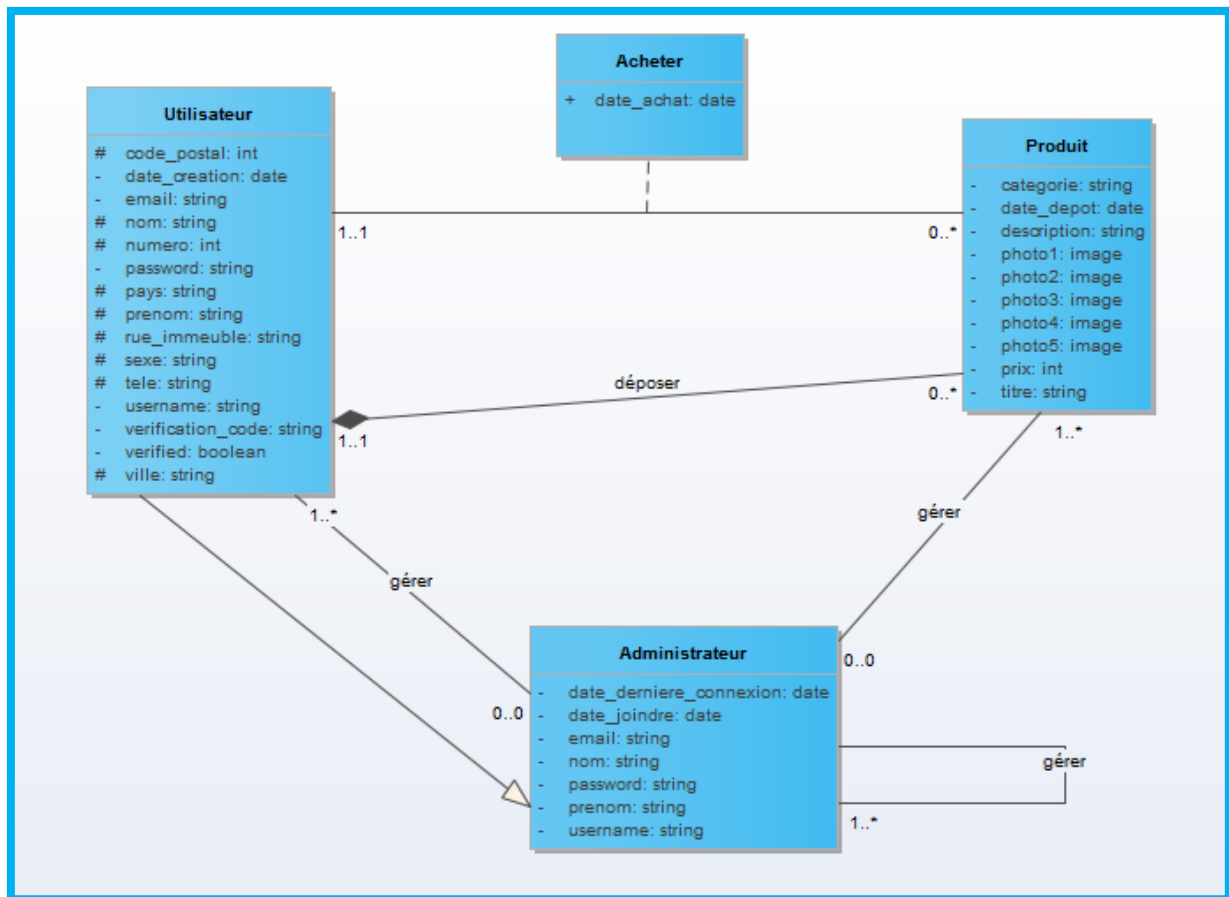 Acheter
+ date_achat: date
Utilisateur
# code_postal: int
- date_creation: date
- email: string
# nom: string
# numero: int
- password: string
# pays: string
# prenom: string
# rue_immeuble: string
# sexe: string
# tele: string
- username: string
- verification_code: string
- verified: boolean
# ville: string
Produit
- categorie: string
- date_depot: date
- description: string
- photo1: image
- photo2: image
- photo3: image
- photo4: image
- photo5: image
- prix: int
- titre: string
1..1
0..*
déposer
1..1
0..*
1..*
gérer
0..0
1..*
gérer
0..0
Administrateur
- date_derniere_connexion: date
- date_joindre: date
- email: string
- nom: string
- password: string
- prenom: string
- username: string
gérer
1..*